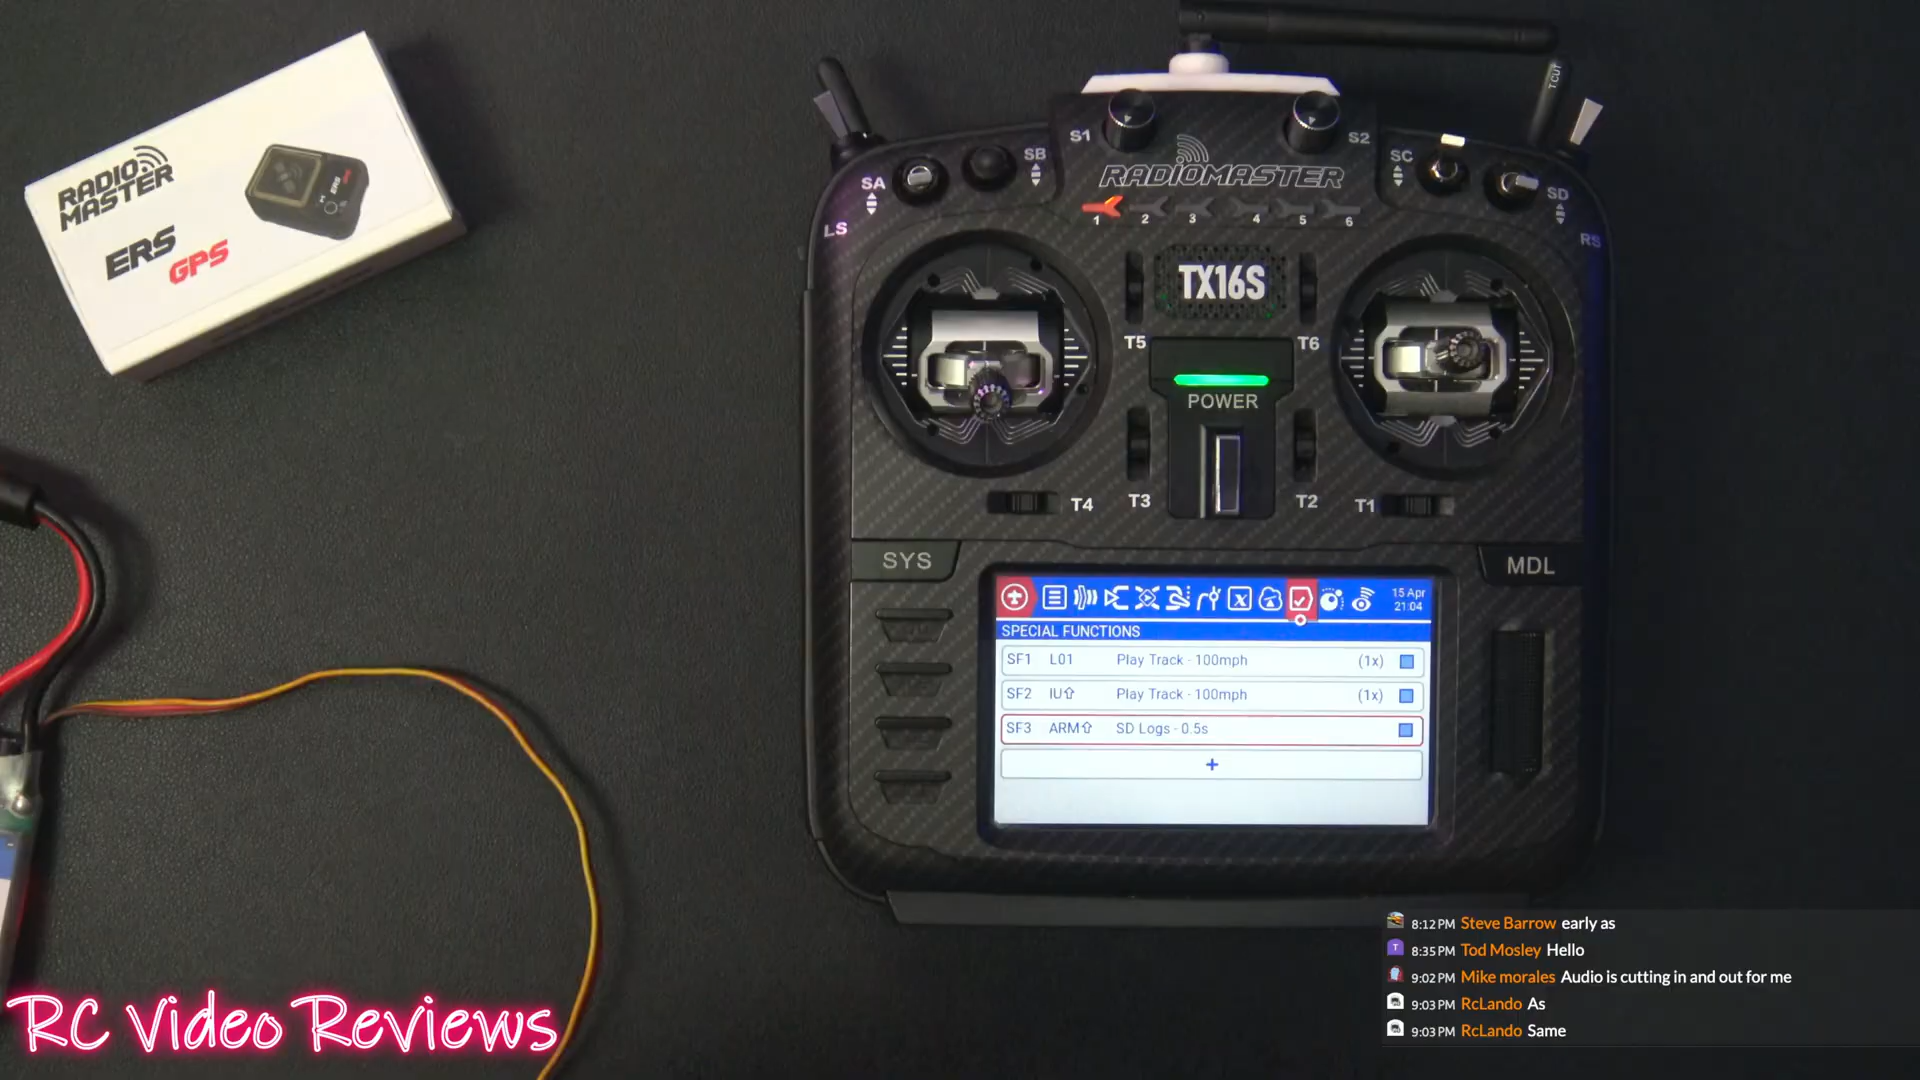 RADIO
MASTER
ERS
GPS
T.CUT
S1
S2
SB
SC
SA
SD
LS
RS
RADIOMASTER
1 2 3 4 5 6
TX16S
T5
T6
POWER
T4
T3
T2
T1
SYS
MDL
15 Apr
21:04
SPECIAL FUNCTIONS
SF1 L01 Play Track - 100mph (1x)
SF2 IU⇧ Play Track - 100mph (1x)
SF3 ARM⇧ SD Logs - 0.5s
+
8:12 PM Steve Barrow early as
8:35 PM Tod Mosley Hello
9:02 PM Mike morales Audio is cutting in and out for me
9:03 PM RcLando As
9:03 PM RcLando Same
RC Video Reviews